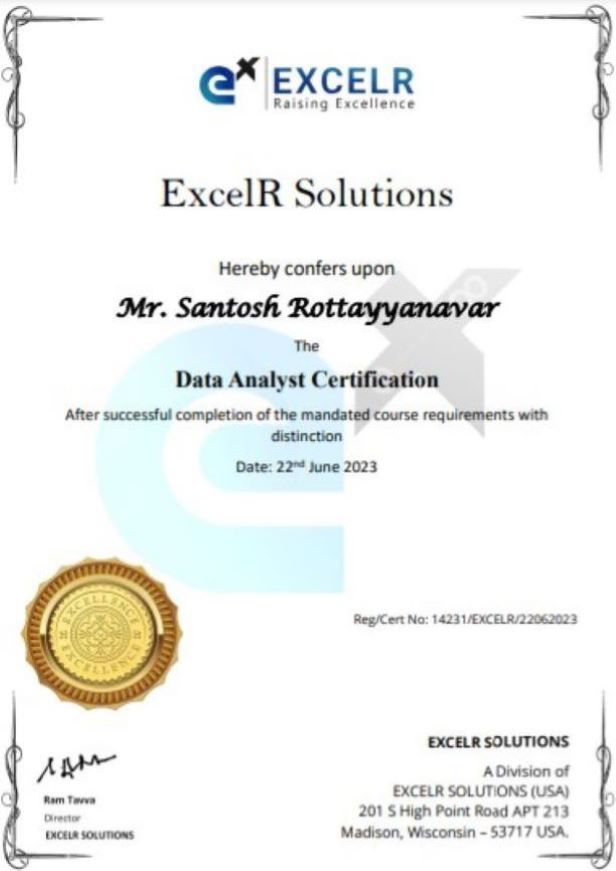 EXCELR
Raising Excellence
ExcelR Solutions
Hereby confers upon
Mr. Santosh Rottayyanavar
The
Data Analyst Certification
After successful completion of the mandated course requirements with
distinction
Date: 22nd June 2023
EXCELLENCE
EXCELLENCE
Reg/Cert No: 14231/EXCELR/22062023
Ram Tavva
Director
EXCELR SOLUTIONS
EXCELR SOLUTIONS
A Division of
EXCELR SOLUTIONS (USA)
201 S High Point Road APT 213
Madison, Wisconsin – 53717 USA.